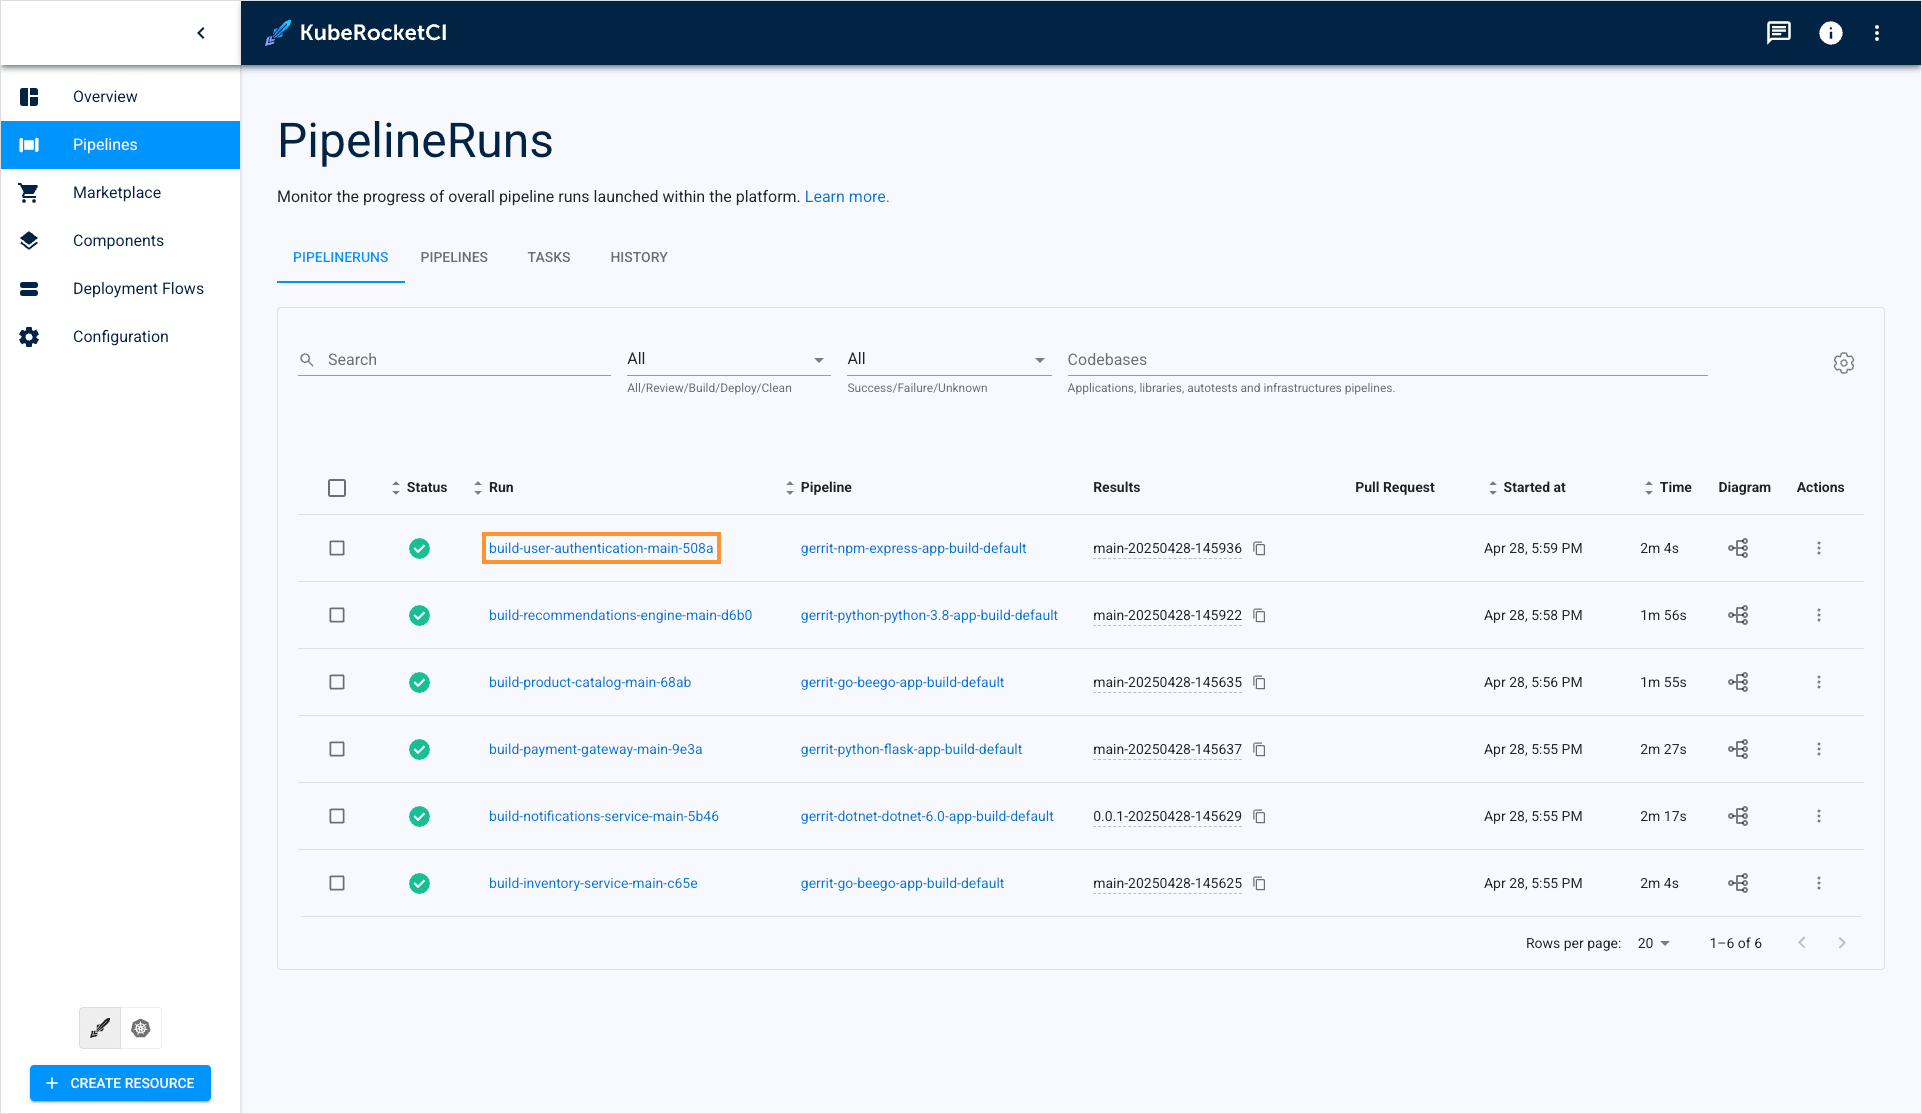 KubeRocketCI
Overview
Pipelines
Marketplace
Components
Deployment Flows
Configuration
CREATE RESOURCE
PipelineRuns
Monitor the progress of overall pipeline runs launched within the platform. Learn more.
PIPELINERUNS PIPELINES TASKS HISTORY
Search All All Codebases
All/Review/Build/Deploy/Clean Success/Failure/Unknown Applications, libraries, autotests and infrastructures pipelines.
Status Run Pipeline Results Pull Request Started at Time Diagram Actions
build-user-authentication-main-508a gerrit-npm-express-app-build-default main-20250428-145936 Apr 28, 5:59 PM 2m 4s
build-recommendations-engine-main-d6b0 gerrit-python-python-3.8-app-build-default main-20250428-145922 Apr 28, 5:58 PM 1m 56s
build-product-catalog-main-68ab gerrit-go-beego-app-build-default main-20250428-145635 Apr 28, 5:56 PM 1m 55s
build-payment-gateway-main-9e3a gerrit-python-flask-app-build-default main-20250428-145637 Apr 28, 5:55 PM 2m 27s
build-notifications-service-main-5b46 gerrit-dotnet-dotnet-6.0-app-build-default 0.0.1-20250428-145629 Apr 28, 5:55 PM 2m 17s
build-inventory-service-main-c65e gerrit-go-beego-app-build-default main-20250428-145625 Apr 28, 5:55 PM 2m 4s
Rows per page: 20 1–6 of 6